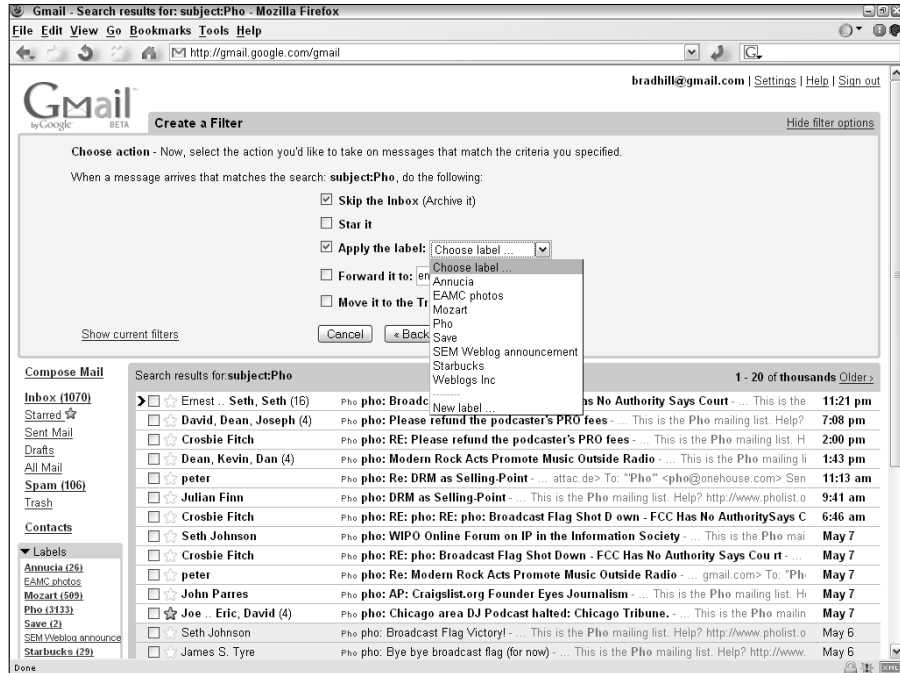 Gmail - Search results for: subject:Pho - Mozilla Firefox
File Edit View Go Bookmarks Tools Help
http://gmail.google.com/gmail
G
bradhill@gmail.com | Settings | Help | Sign out
Gmail
by Google BETA
Create a Filter
Hide filter options
Choose action - Now, select the action you'd like to take on messages that match the criteria you specified.
When a message arrives that matches the search: subject:Pho, do the following:
Skip the Inbox (Archive it)
Star it
Apply the label: Choose label ...
Choose label ...
Annucia
EAMC photos
Mozart
Pho
Save
SEM Weblog announcement
Starbucks
Weblogs Inc
--------
New label ...
Forward it to: en
Move it to the Tr
Show current filters
Cancel
« Back
Compose Mail
Inbox (1070)
Starred
Sent Mail
Drafts
All Mail
Spam (106)
Trash
Contacts
Labels
Annucia (26)
EAMC photos
Mozart (509)
Pho (3133)
Save (2)
SEM Weblog announce
Starbucks (29)
Search results for:subject:Pho
1 - 20 of thousands Older ›
Ernest .. Seth, Seth (16) Pho pho: Broadc as No Authority Says Court - ... This is the 11:21 pm
David, Dean, Joseph (4) Pho pho: Please refund the podcaster's PRO fees - ... This is the Pho mailing list. Help? 7:08 pm
Crosbie Fitch Pho pho: RE: Please refund the podcaster's PRO fees - ... This is the Pho mailing list. H 2:00 pm
Dean, Kevin, Dan (4) Pho pho: Modern Rock Acts Promote Music Outside Radio - ... This is the Pho mailing li 1:43 pm
peter Pho pho: Re: DRM as Selling-Point - ... attac.de> To: "Pho" <pho@onehouse.com> Sen 11:13 am
Julian Finn Pho pho: DRM as Selling-Point - ... This is the Pho mailing list. Help? http://www.pholist.o 9:41 am
Crosbie Fitch Pho pho: RE: pho: RE: pho: Broadcast Flag Shot D own - FCC Has No AuthoritySays C 6:46 am
Seth Johnson Pho pho: WIPO Online Forum on IP in the Information Society - ... This is the Pho mai May 7
Crosbie Fitch Pho pho: RE: pho: Broadcast Flag Shot Down - FCC Has No Authority Says Cou rt - ... May 7
peter Pho pho: Re: Modern Rock Acts Promote Music Outside Radio - ... gmail.com> To: "Ph May 7
John Parres Pho pho: AP: Craigslist.org Founder Eyes Journalism - ... This is the Pho mailing list. H May 7
Joe .. Eric, David (4) Pho pho: Chicago area DJ Podcast halted: Chicago Tribune. - ... This is the Pho mailin May 7
Seth Johnson Pho pho: Broadcast Flag Victory! - ... This is the Pho mailing list. Help? http://www.pholist.o May 6
James S. Tyre Pho pho: Bye bye broadcast flag (for now) - ... This is the Pho mailing list. Help? http://www. May 6
Done
XML